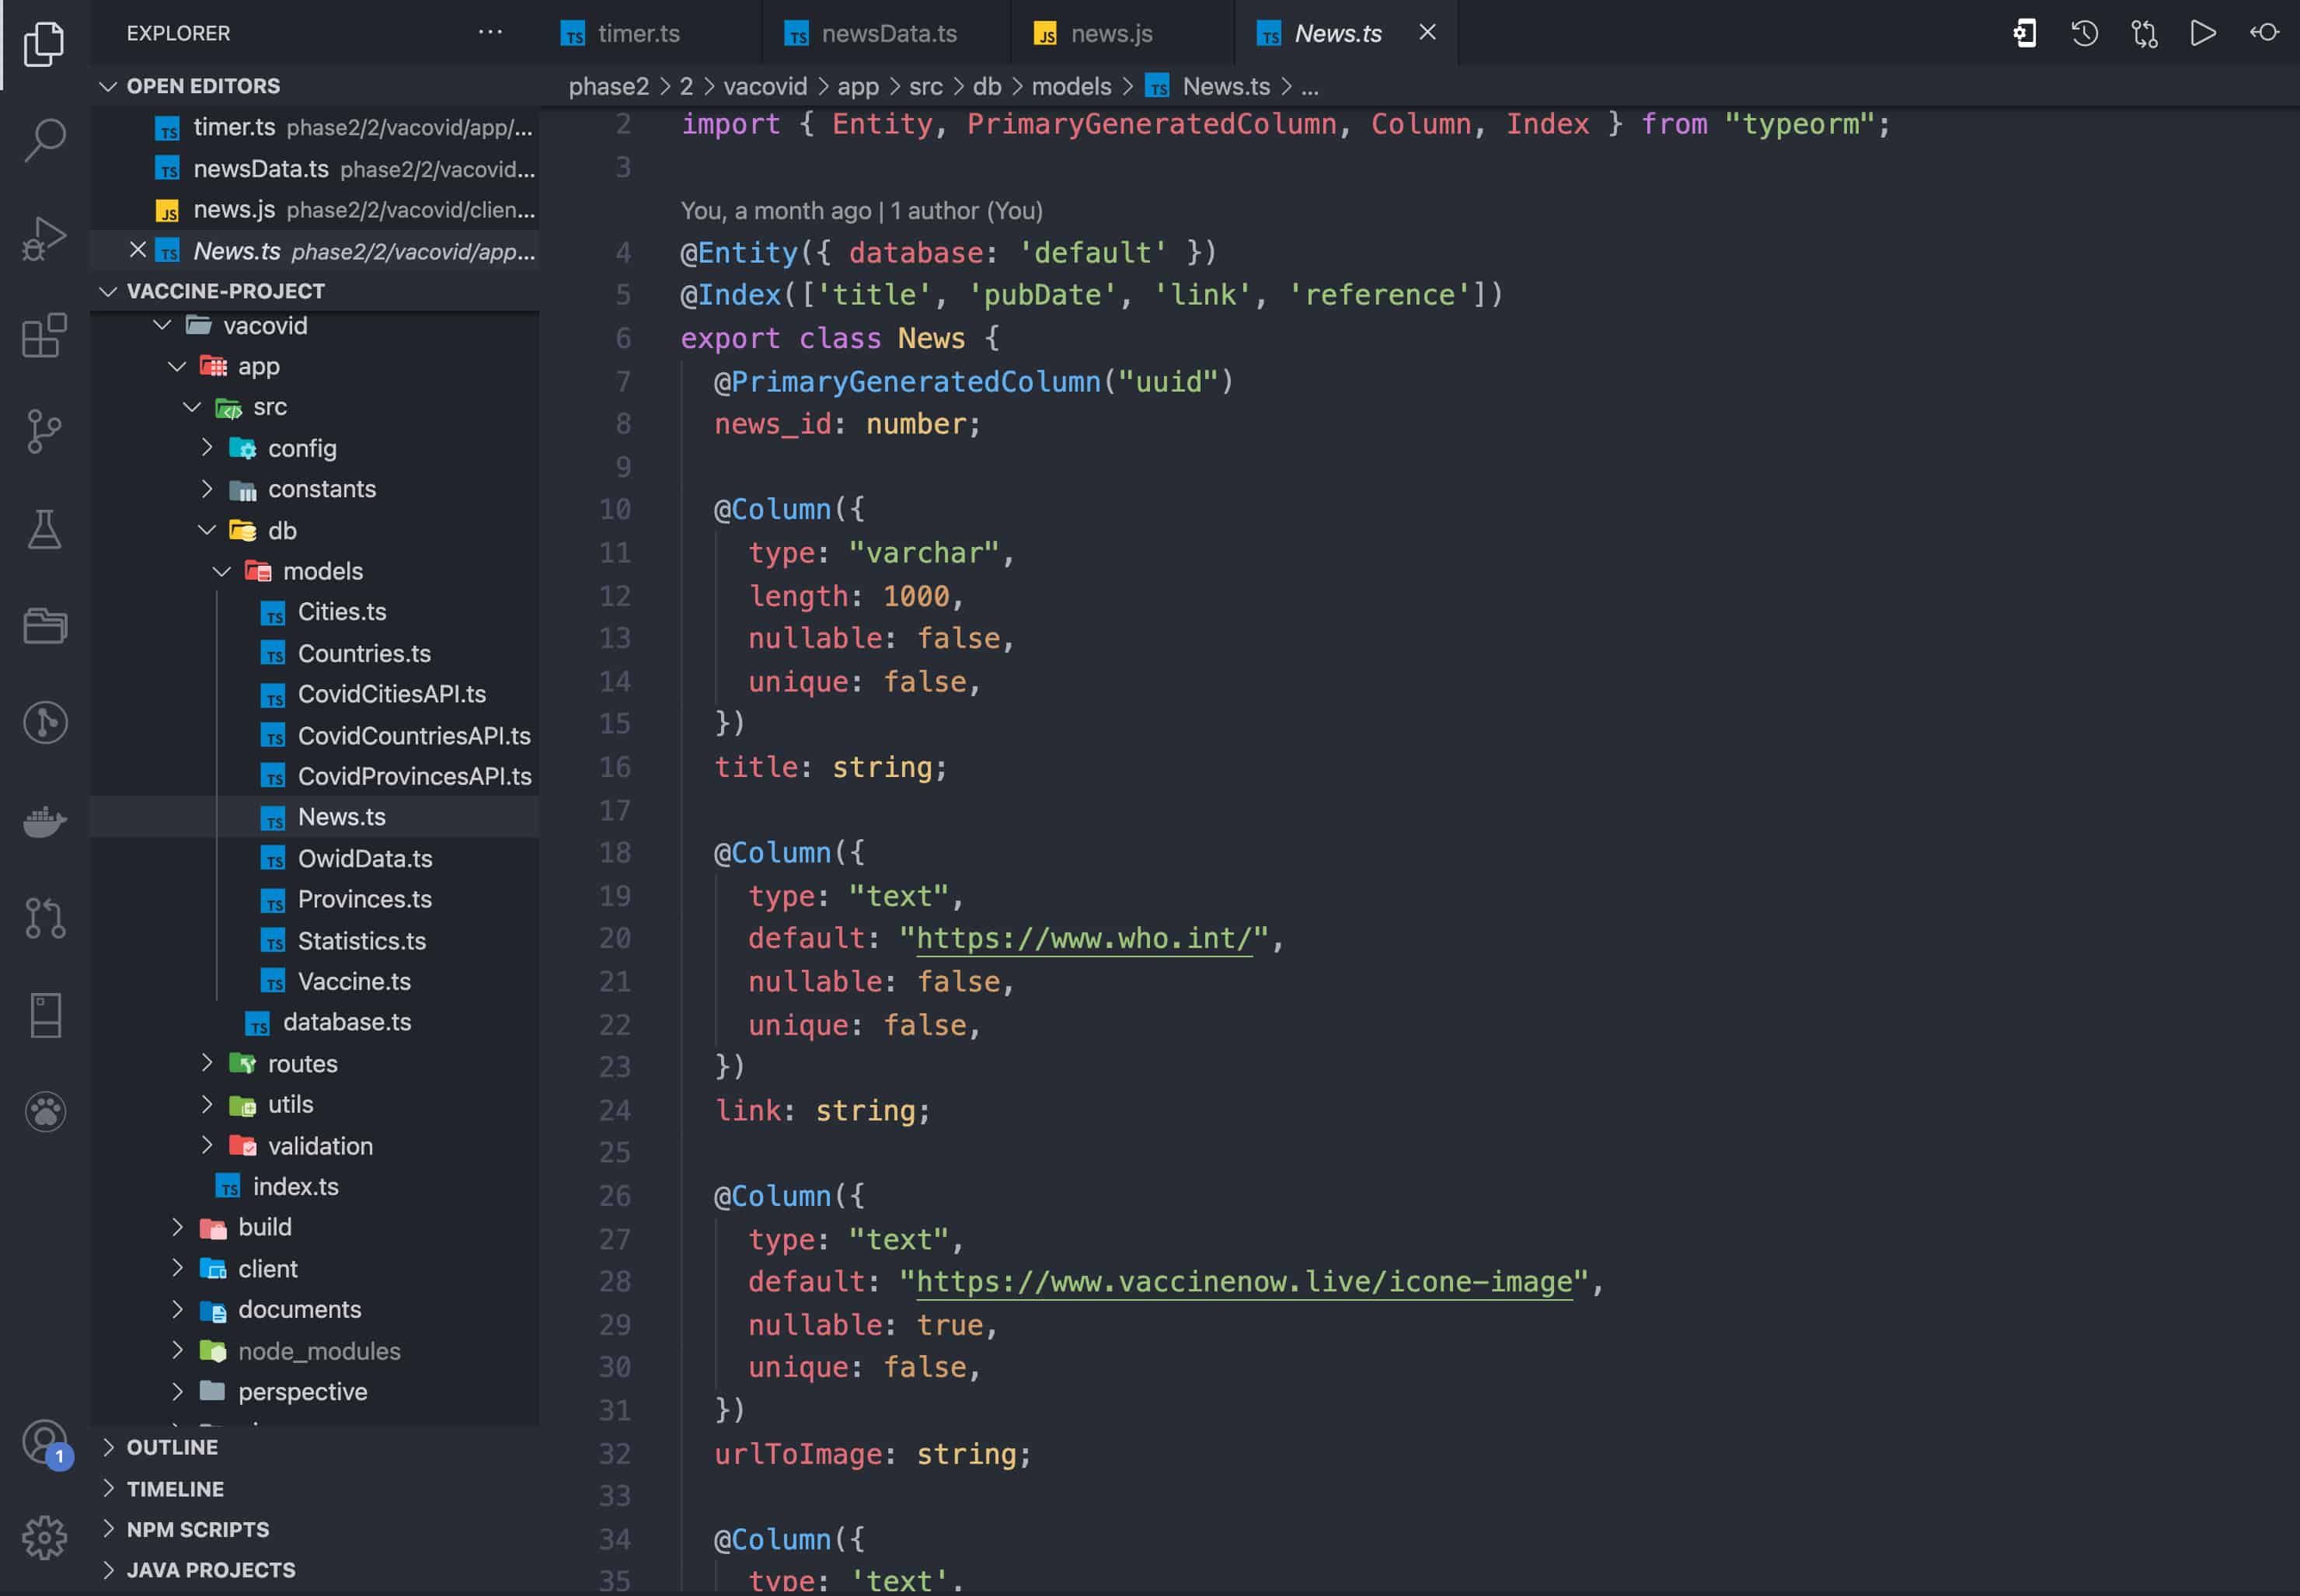 EXPLORER ...
timer.ts newsData.ts news.js News.ts
OPEN EDITORS
timer.ts phase2/2/vacovid/app/...
newsData.ts phase2/2/vacovid...
news.js phase2/2/vacovid/clien...
News.ts phase2/2/vacovid/app...
VACCINE-PROJECT
vacovid
app
src
config
constants
db
models
Cities.ts
Countries.ts
CovidCitiesAPI.ts
CovidCountriesAPI.ts
CovidProvincesAPI.ts
News.ts
OwidData.ts
Provinces.ts
Statistics.ts
Vaccine.ts
database.ts
routes
utils
validation
index.ts
build
client
documents
node_modules
perspective
OUTLINE
TIMELINE
NPM SCRIPTS
JAVA PROJECTS
1
phase2 > 2 > vacovid > app > src > db > models > News.ts > ...
2 import { Entity, PrimaryGeneratedColumn, Column, Index } from "typeorm";
3
You, a month ago | 1 author (You)
4 @Entity({ database: 'default' })
5 @Index(['title', 'pubDate', 'link', 'reference'])
6 export class News {
7 @PrimaryGeneratedColumn("uuid")
8 news_id: number;
9
10 @Column({
11 type: "varchar",
12 length: 1000,
13 nullable: false,
14 unique: false,
15 })
16 title: string;
17
18 @Column({
19 type: "text",
20 default: "https://www.who.int/",
21 nullable: false,
22 unique: false,
23 })
24 link: string;
25
26 @Column({
27 type: "text",
28 default: "https://www.vaccinenow.live/icone-image",
29 nullable: true,
30 unique: false,
31 })
32 urlToImage: string;
33
34 @Column({
35 type: 'text',